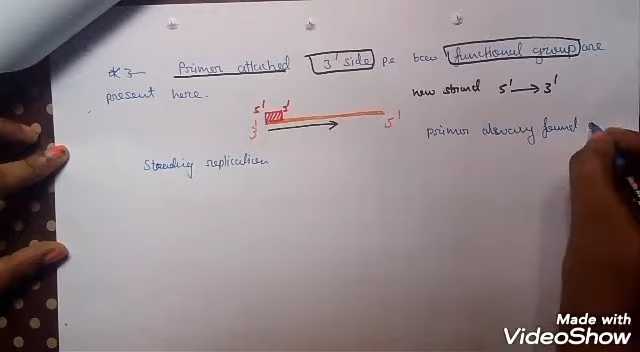 *3- Primer attached 3' side pe bcoz functional group are
present here.
new strand 5' → 3'
5' 3'
3' 5'
primer always found
replication
Made with
VideoShow